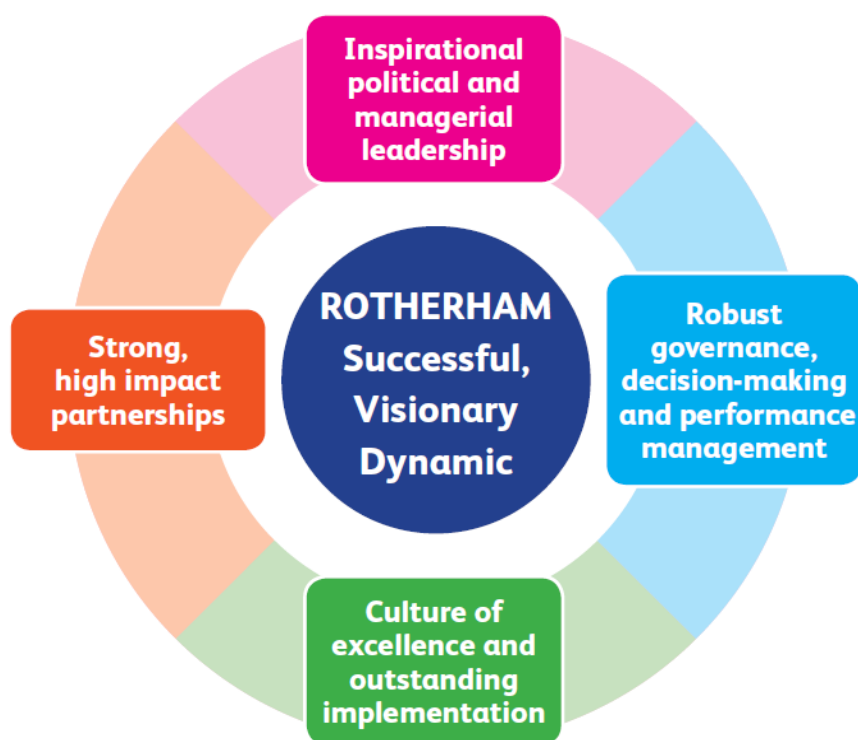 Inspirational
political and
managerial
leadership
ROTHERHAM
Successful,
Visionary
Dynamic
Strong,
high impact
partnerships
Robust
governance,
decision-making
and performance
management
Culture of
excellence and
outstanding
implementation